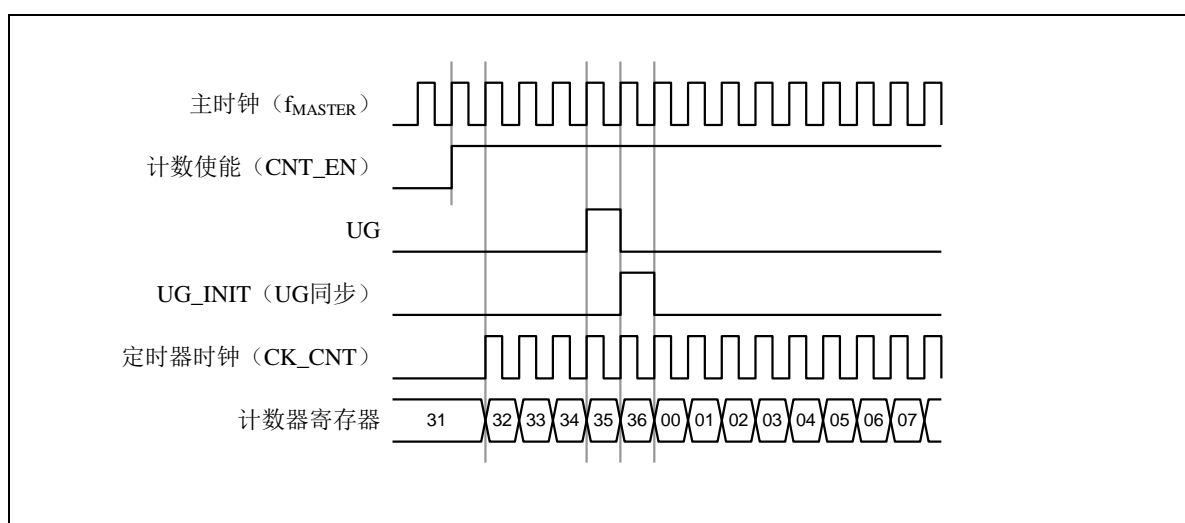 主时钟（fMASTER）
计数使能（CNT_EN）
UG
UG_INIT（UG同步）
定时器时钟（CK_CNT）
计数器寄存器 31 32 33 34 35 36 00 01 02 03 04 05 06 07